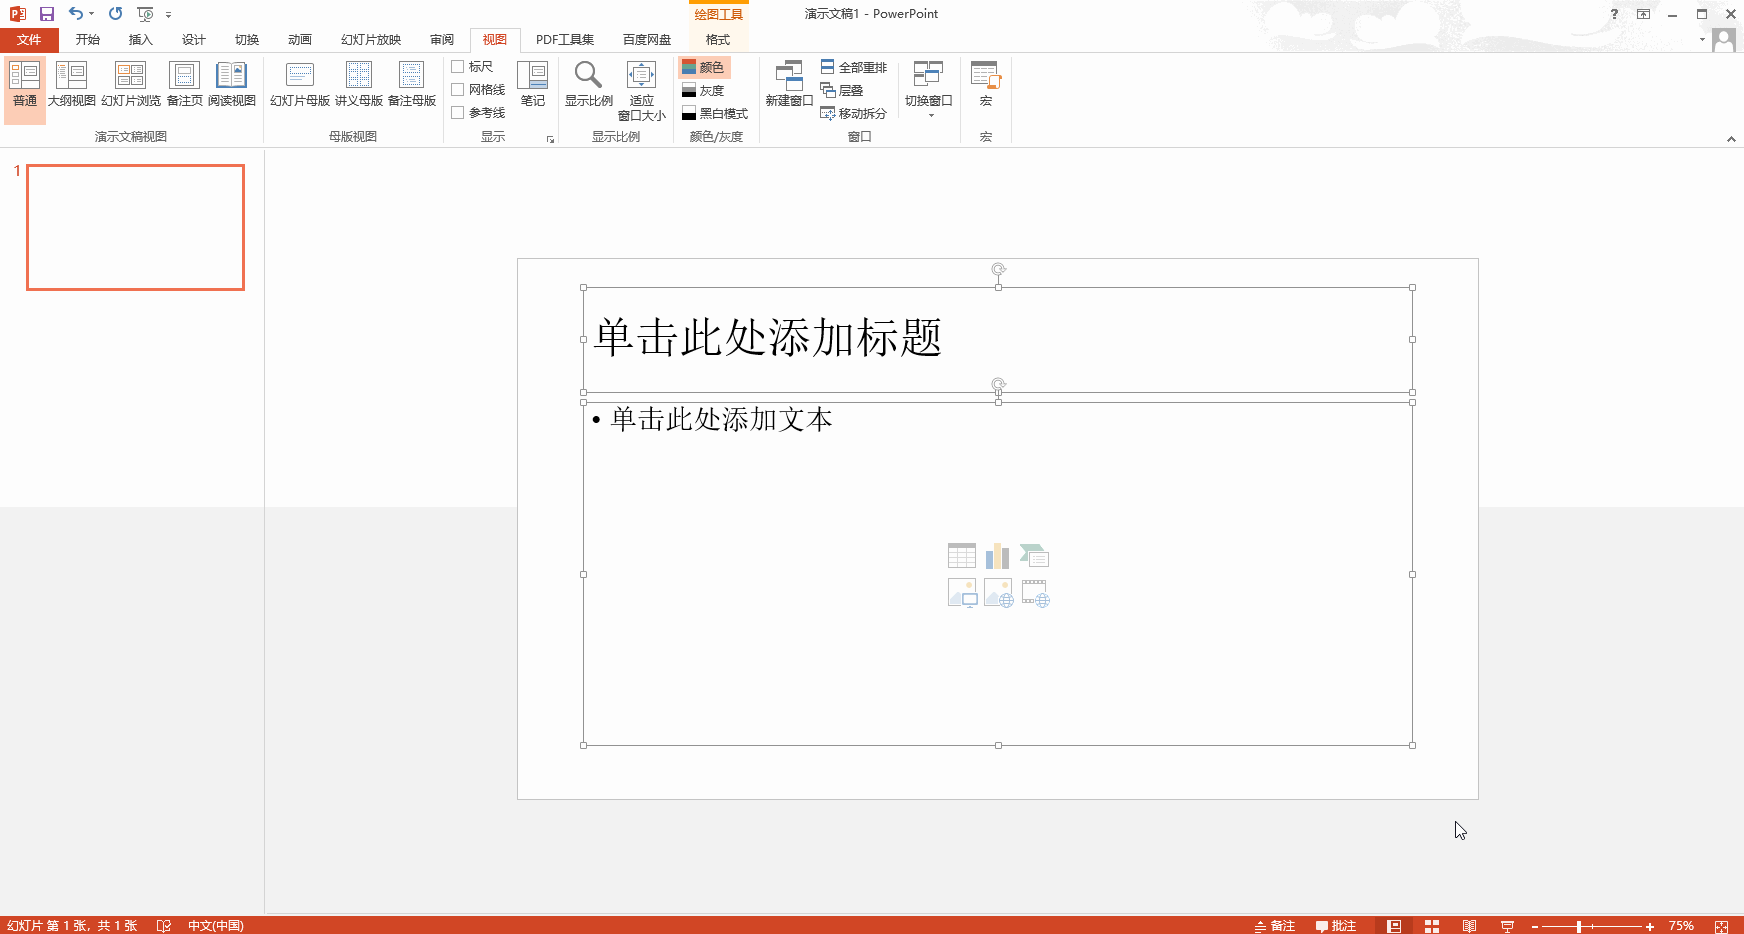 绘图工具
演示文稿1 - PowerPoint
文件 开始 插入 设计 切换 动画 幻灯片放映 审阅 视图 PDF工具集 百度网盘 格式
普通 大纲视图 幻灯片浏览 备注页 阅读视图
演示文稿视图
幻灯片母版 讲义母版 备注母版
母版视图
标尺
网格线
参考线
笔记
显示
显示比例 适应
窗口大小
显示比例
颜色
灰度
黑白模式
颜色/灰度
新建窗口
全部重排
层叠
移动拆分
切换窗口
窗口
宏
宏
1
单击此处添加标题
• 单击此处添加文本
幻灯片 第 1 张，共 1 张 中文(中国) 备注 批注 75%